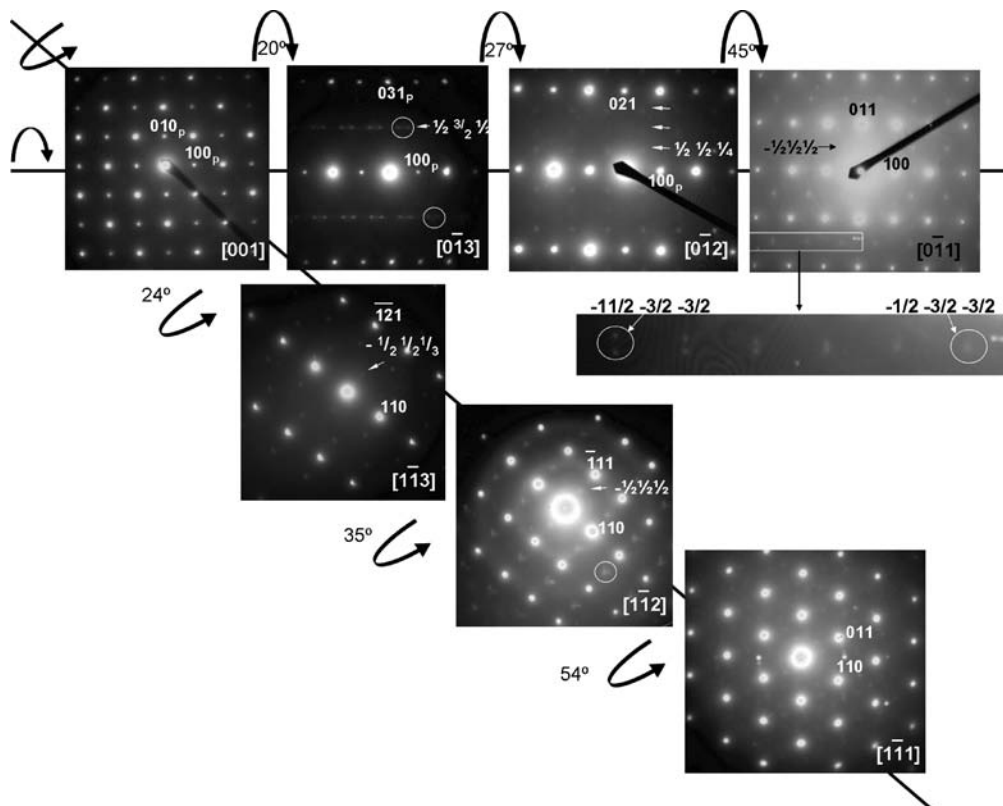 20º
27º
45º
010p
100p
[001]
031p
½ 3/2 ½
100p
[01̅3]
021
½ ½ ¼
100p
[01̅2]
011
-½½½
100
[01̅1]
-11/2 -3/2 -3/2
-1/2 -3/2 -3/2
24º
1̅2̅1
- 1/2 1/2 1/3
110
[11̅3]
35º
1̅11
-½½½
110
[11̅2]
54º
011
110
[11̅1]